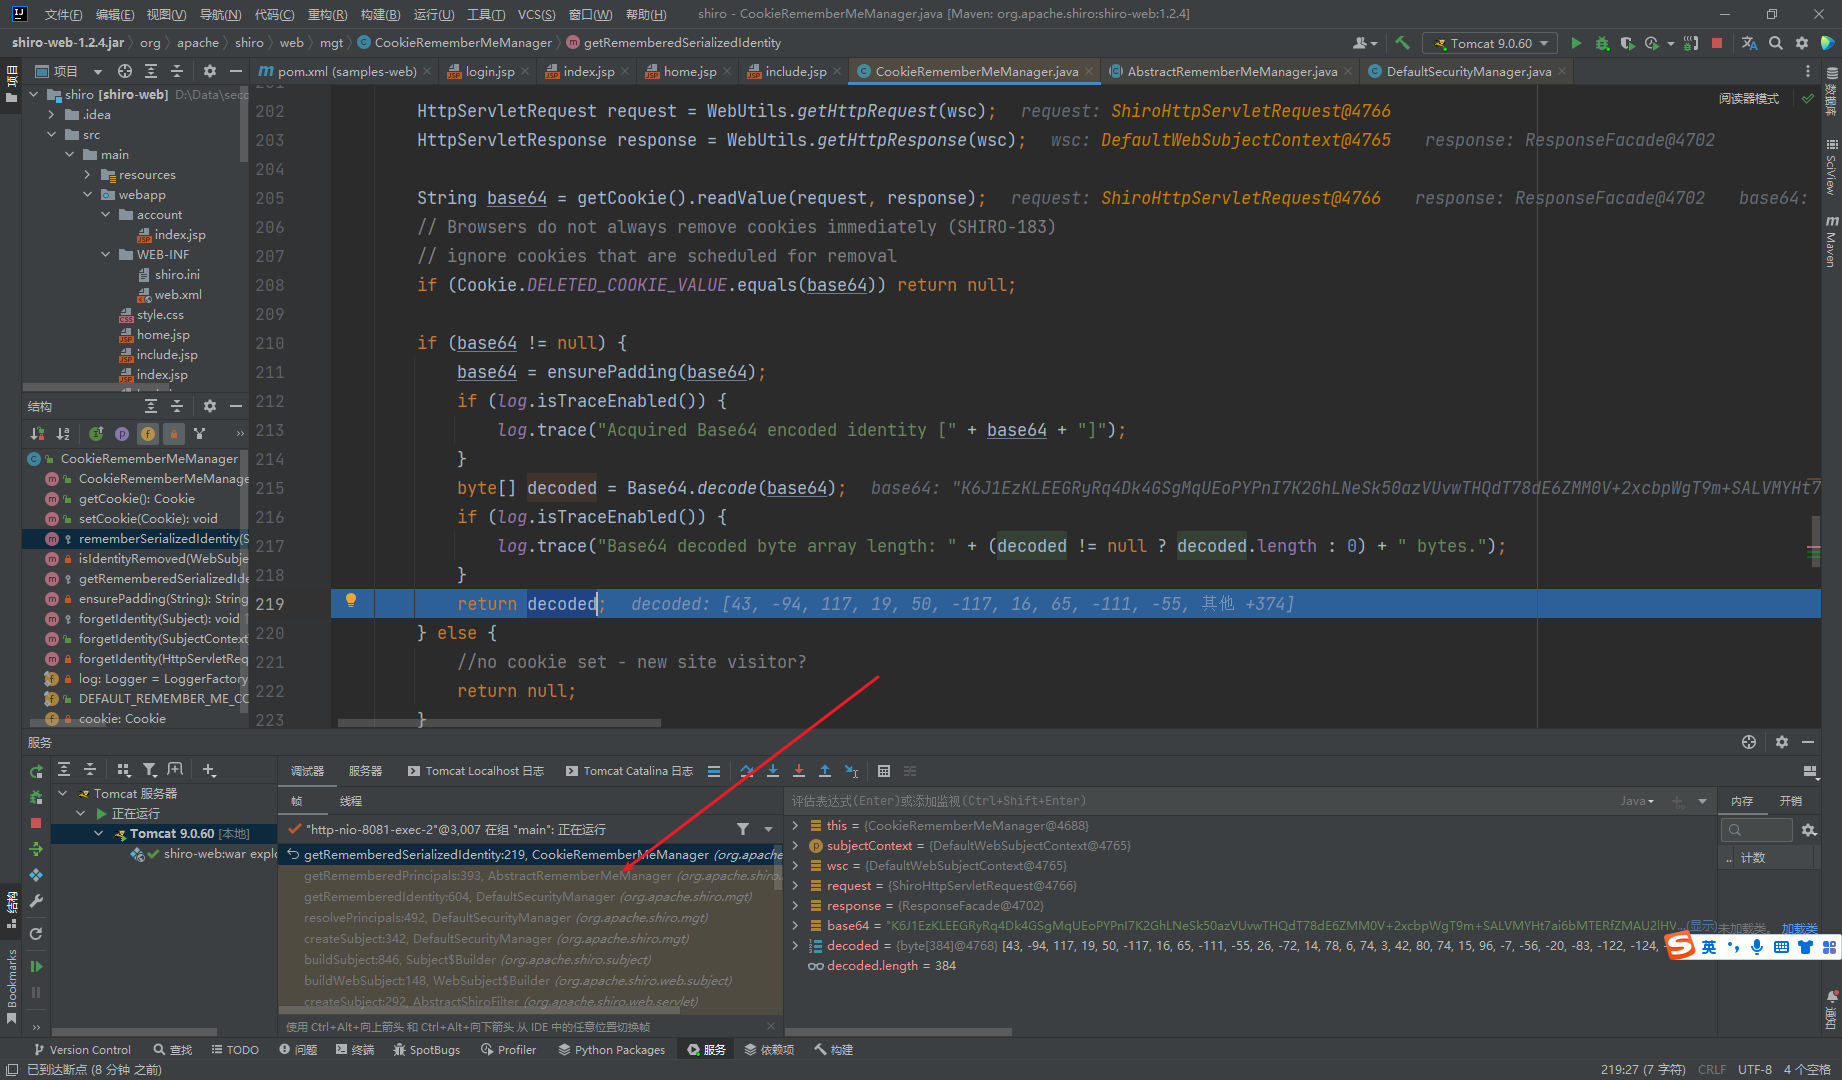 文件(F) 编辑(E) 视图(V) 导航(N) 代码(C) 重构(R) 构建(B) 运行(U) 工具(T) VCS(S) 窗口(W) 帮助(H) shiro - CookieRememberMeManager.java [Maven: org.apache.shiro:shiro-web:1.2.4]
shiro-web-1.2.4.jar org apache shiro web mgt CookieRememberMeManager getRememberedSerializedIdentity Tomcat 9.0.60
项目 pom.xml (samples-web) login.jsp index.jsp home.jsp include.jsp CookieRememberMeManager.java AbstractRememberMeManager.java DefaultSecurityManager.java
项目
shiro [shiro-web] D:\Data\secc
.idea
src
main
resources
webapp
account
index.jsp
WEB-INF
shiro.ini
web.xml
style.css
home.jsp
include.jsp
index.jsp
结构
CookieRememberMeManager
CookieRememberMeManage
getCookie(): Cookie
setCookie(Cookie): void
rememberSerializedIdentity(S
isIdentityRemoved(WebSubje
getRememberedSerializedIde
ensurePadding(String): String
forgetIdentity(Subject): void
forgetIdentity(SubjectContext
forgetIdentity(HttpServletReq
log: Logger = LoggerFactory
DEFAULT_REMEMBER_ME_CO
cookie: Cookie
阅读器模式
201
202 HttpServletRequest request = WebUtils.getHttpRequest(wsc); request: ShiroHttpServletRequest@4766
203 HttpServletResponse response = WebUtils.getHttpResponse(wsc); wsc: DefaultWebSubjectContext@4765 response: ResponseFacade@4702
204
205 String base64 = getCookie().readValue(request, response); request: ShiroHttpServletRequest@4766 response: ResponseFacade@4702 base64:
206 // Browsers do not always remove cookies immediately (SHIRO-183)
207 // ignore cookies that are scheduled for removal
208 if (Cookie.DELETED_COOKIE_VALUE.equals(base64)) return null;
209
210 if (base64 != null) {
211 base64 = ensurePadding(base64);
212 if (log.isTraceEnabled()) {
213 log.trace("Acquired Base64 encoded identity [" + base64 + "]");
214 }
215 byte[] decoded = Base64.decode(base64); base64: "K6J1EzKLEEGRyRq4Dk4GSgMqUEoPYPnI7K2GhLNeSk50azVUvwTHQdT78dE6ZMM0V+2xcbpWgT9m+SALVMYHt7
216 if (log.isTraceEnabled()) {
217 log.trace("Base64 decoded byte array length: " + (decoded != null ? decoded.length : 0) + " bytes.");
218 }
219 return decoded; decoded: [43, -94, 117, 19, 50, -117, 16, 65, -111, -55, 其他 +374]
220 } else {
221 //no cookie set - new site visitor?
222 return null;
223 }
数据库
SciView
Maven
服务
调试器 服务器 Tomcat Localhost 日志 Tomcat Catalina 日志
Tomcat 服务器
正在运行
Tomcat 9.0.60 [本地]
shiro-web:war explo
帧 线程
"http-nio-8081-exec-2"@3,007 在组 "main": 正在运行
getRememberedSerializedIdentity:219, CookieRememberMeManager (org.apache
getRememberedPrincipals:393, AbstractRememberMeManager (org.apache.shiro.
getRememberedIdentity:604, DefaultSecurityManager (org.apache.shiro.mgt)
resolvePrincipals:492, DefaultSecurityManager (org.apache.shiro.mgt)
createSubject:342, DefaultSecurityManager (org.apache.shiro.mgt)
buildSubject:846, Subject$Builder (org.apache.shiro.subject)
buildWebSubject:148, WebSubject$Builder (org.apache.shiro.web.subject)
createSubject:292, AbstractShiroFilter (org.apache.shiro.web.servlet)
使用 Ctrl+Alt+向上箭头 和 Ctrl+Alt+向下箭头 从 IDE 中的任意位置切换帧
评估表达式(Enter)或添加监视(Ctrl+Shift+Enter) Java
this = {CookieRememberMeManager@4688}
subjectContext = {DefaultWebSubjectContext@4765}
wsc = {DefaultWebSubjectContext@4765}
request = {ShiroHttpServletRequest@4766}
response = {ResponseFacade@4702}
base64 = "K6J1EzKLEEGRyRq4Dk4GSgMqUEoPYPnI7K2GhLNeSk50azVUvwTHQdT78dE6ZMM0V+2xcbpWgT9m+SALVMYHt7ai6bMTERfZMAU2lHV... (显示)
decoded = {byte[384]@4768} [43, -94, 117, 19, 50, -117, 16, 65, -111, -55, 26, -72, 14, 78, 6, 74, 3, 42, 80, 74, 15, 96, -7, -56, -20, -83, -122, -124,
decoded.length = 384
内存 开销
.. 计数
未加载类。 加载类
英
通知
结构
Bookmarks
Version Control 查找 TODO 问题 终端 SpotBugs Profiler Python Packages 服务 依赖项 构建
已到达断点 (8 分钟 之前) 219:27 (7 字符) CRLF UTF-8 4 个空格